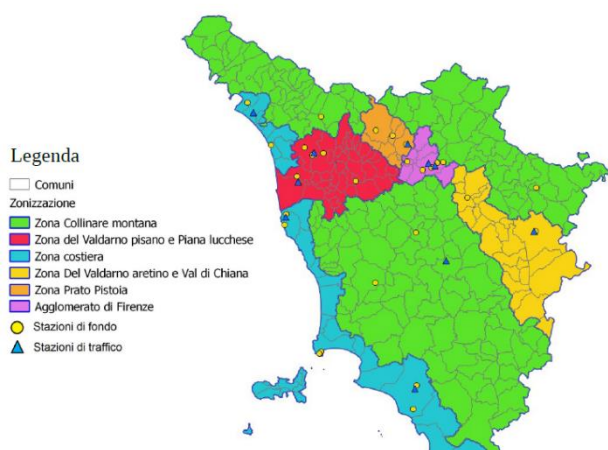 Legenda
Comuni
Zonizzazione
Zona Collinare montana
Zona del Valdarno pisano e Piana lucchese
Zona costiera
Zona Del Valdarno aretino e Val di Chiana
Zona Prato Pistoia
Agglomerato di Firenze
Stazioni di fondo
Stazioni di traffico